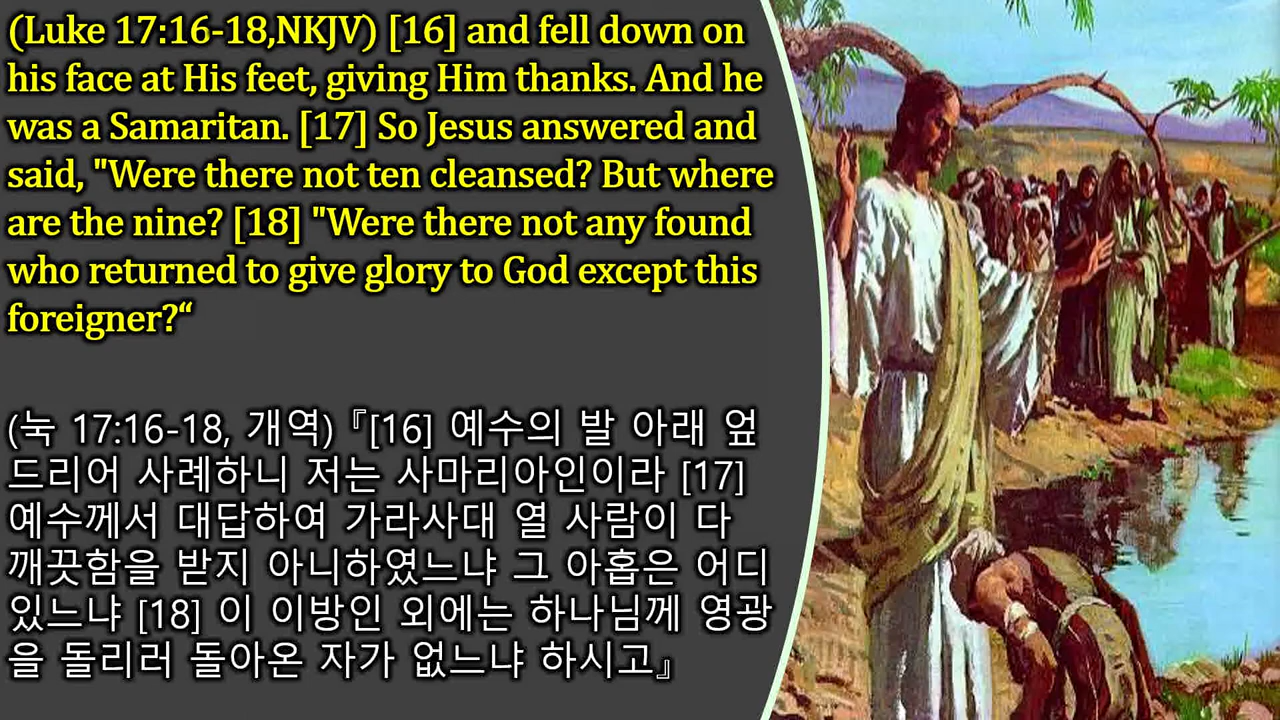 (Luke 17:16-18,NKJV) [16] and fell down on
his face at His feet, giving Him thanks. And he
was a Samaritan. [17] So Jesus answered and
said, "Were there not ten cleansed? But where
are the nine? [18] "Were there not any found
who returned to give glory to God except this
foreigner?“
(눅 17:16-18, 개역) 『[16] 예수의 발 아래 엎
드리어 사례하니 저는 사마리아인이라 [17]
예수께서 대답하여 가라사대 열 사람이 다
깨끗함을 받지 아니하였느냐 그 아홉은 어디
있느냐 [18] 이 이방인 외에는 하나님께 영광
을 돌리러 돌아온 자가 없느냐 하시고』